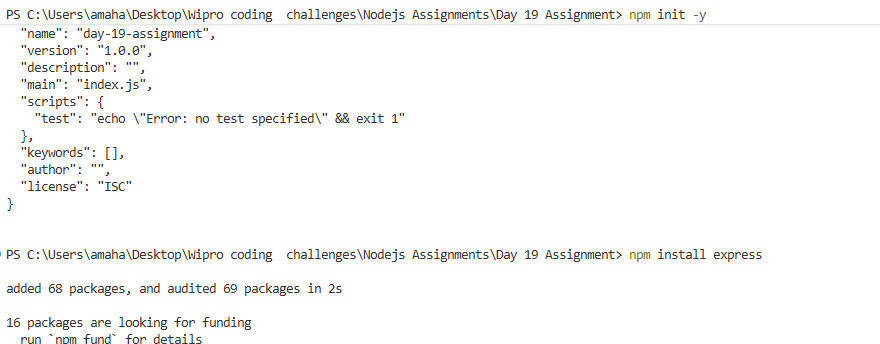 PS C:\Users\amaha\Desktop\Wipro coding  challenges\Nodejs Assignments\Day 19 Assignment> npm init -y
  "name": "day-19-assignment",
  "version": "1.0.0",
  "description": "",
  "main": "index.js",
  "scripts": {
    "test": "echo \"Error: no test specified\" && exit 1"
  },
  "keywords": [],
  "author": "",
  "license": "ISC"
}
PS C:\Users\amaha\Desktop\Wipro coding  challenges\Nodejs Assignments\Day 19 Assignment> npm install express
added 68 packages, and audited 69 packages in 2s
16 packages are looking for funding
  run `npm fund` for details